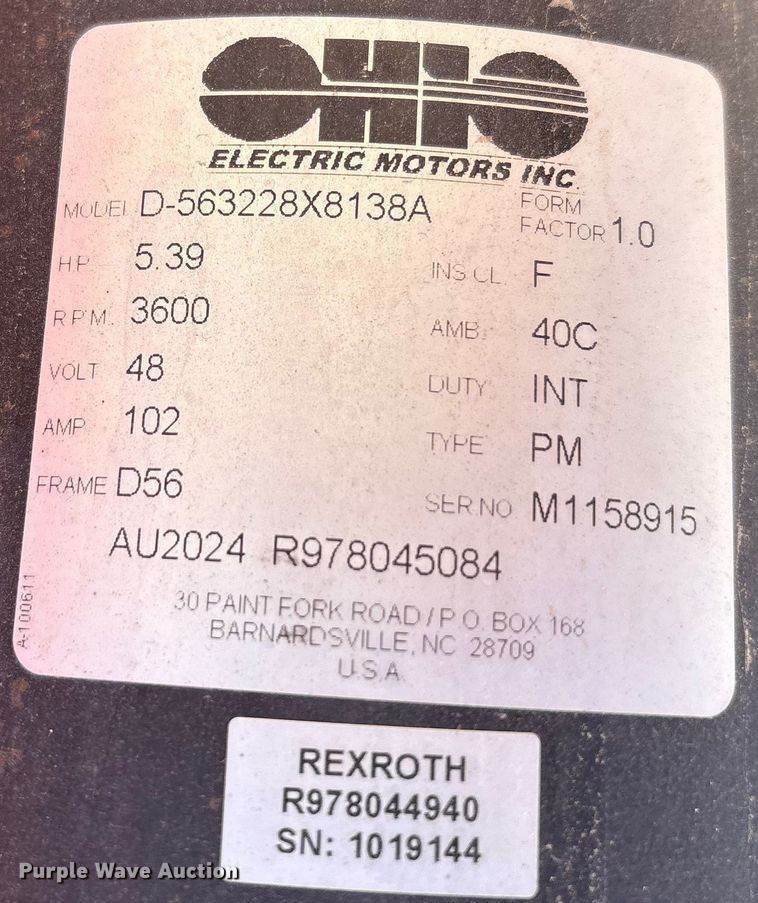 OHIO
ELECTRIC MOTORS INC.
MODEL D-563228X8138A
FORM FACTOR 1.0
HP 5.39
INS CL. F
R.P.M. 3600
AMB. 40C
VOLT 48
DUTY INT
AMP 102
TYPE PM
FRAME D56
SER.NO M1158915
AU2024 R978045084
A-100611
30 PAINT FORK ROAD / P.O. BOX 168
BARNARDSVILLE, NC 28709
U.S.A.
REXROTH
R978044940
SN: 1019144
Purple Wave Auction